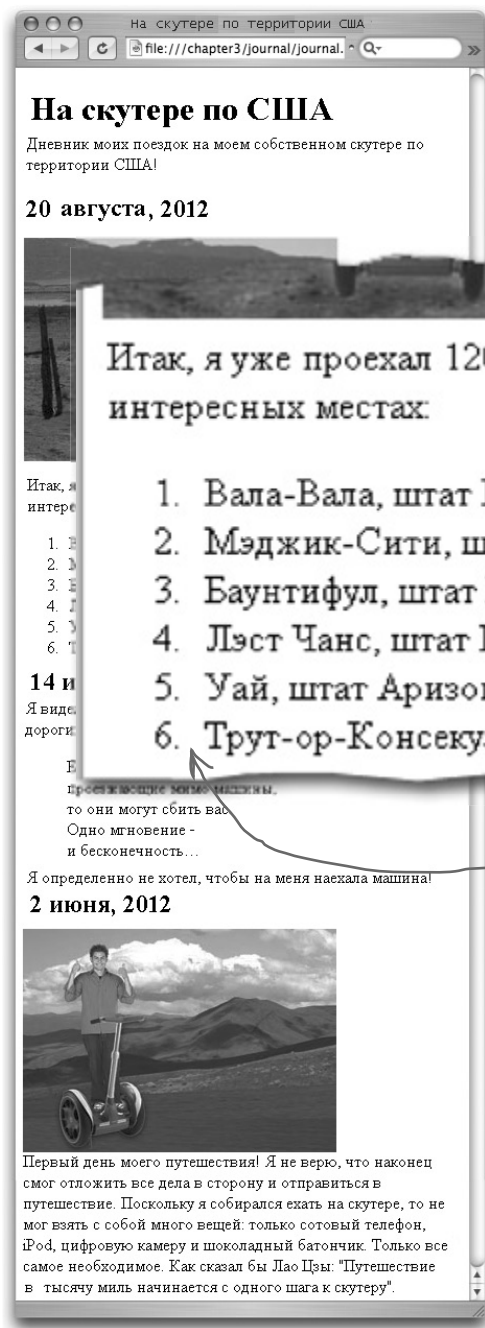 На скутере по территории США
file:///chapter3/journal/journal.
На скутере по США
Дневник моих поездок на моем собственном скутере по
территории США!
20 августа, 2012
Итак, я уже проехал
интересных местах:
1. Вала-Вала, штат
2. Мэджик-Сити,
3. Баунтифул, штат
4. Лэст Чанс, штат
5. Уай, штат
6. Трут-ор-
Итак,
1.
2.
3.
4.
5.
6.
14
Я
проезжающие мимо машины,
то они могут сбить вас
Одно мгновение -
и бесконечность...
Я определенно не хотел, чтобы на меня наехала машина!
2 июня, 2012
Первый день моего путешествия! Я не верю, что наконец
смог отложить все дела в сторону и отправиться в
путешествие. Поскольку я собирался ехать на скутере, то не
мог взять с собой много вещей: только сотовый телефон,
iPod, цифровую камеру и шоколадный батончик. Только все
самое необходимое. Как сказал бы Лао Цзы: "Путешествие
в тысячу миль начинается с одного шага к скутеру".